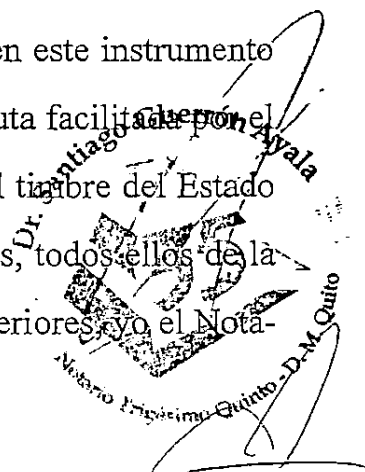 en este instrumento
uta facilitada por el
l timbre del Estado
s, todos ellos de la
eriores, yo el Nota-
Dr. Santiago Guerrón Ayala
35
Notario Trigésimo Quinto - D. M. Quito